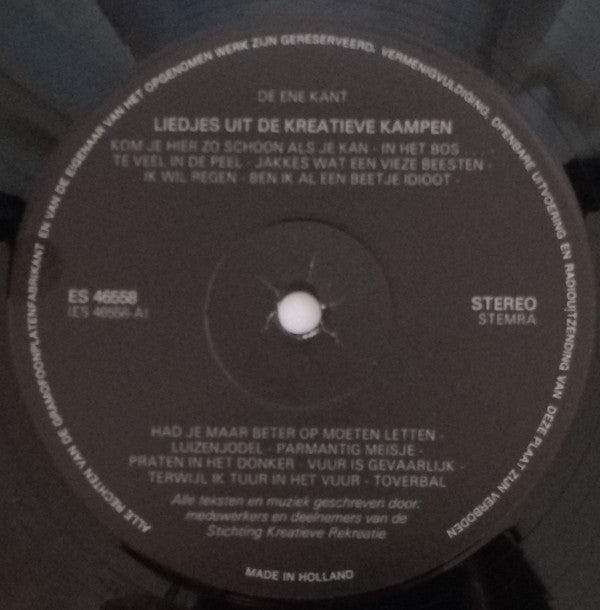 ALLE RECHTEN VAN DE GRAMOFOONPLATENFABRIKANT EN VAN DE EIGENAAR VAN HET OPGENOMEN WERK ZIJN GERESERVEERD. VERMENIGVULDIGING, OPENBARE UITVOERING EN RADIOUITZENDING VAN DEZE PLAAT ZIJN VERBODEN
DE ENE KANT
LIEDJES UIT DE KREATIEVE KAMPEN
KOM JE HIER ZO SCHOON ALS JE KAN - IN HET BOS . . . .
TE VEEL IN DE PEEL - JAKKES WAT EEN VIEZE BEESTEN -
IK WIL REGEN - BEN IK AL EEN BEETJE IDIOOT -
ES 46558
(ES 46558-A)
STEREO
STEMRA
HAD JE MAAR BETER OP MOETEN LETTEN -
LUIZENJODEL - PARMANTIG MEISJE -
PRATEN IN HET DONKER - VUUR IS GEVAARLIJK -
TERWIJL IK TUUR IN HET VUUR - TOVERBAL
Alle teksten en muziek geschreven door:
medewerkers en deelnemers van de
Stichting Kreatieve Rekreatie
MADE IN HOLLAND